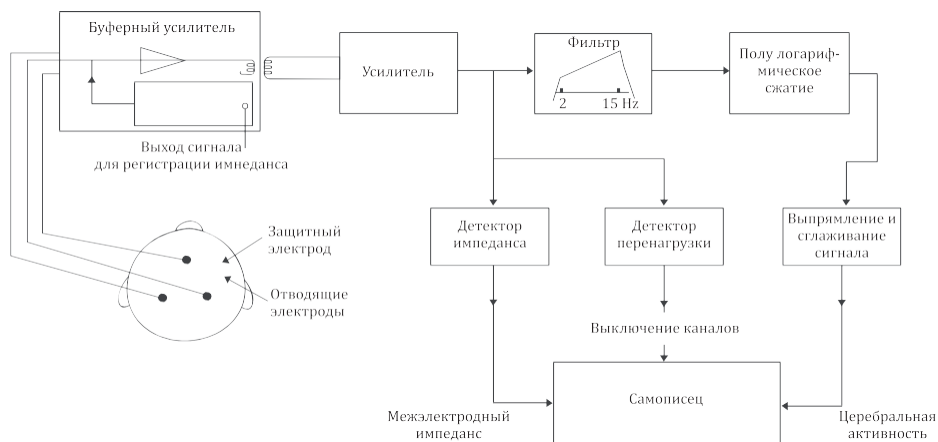 Буферный усилитель
Выход сигнала
для регистрации имнеданса
Усилитель
Фильтр
2 15 Hz
Полу логариф-
мическое
сжатие
Защитный
электрод
Отводящие
электроды
Детектор
импеданса
Детектор
перенагрузки
Выпрямление и
сглаживание
сигнала
Выключение каналов
Самописец
Межэлектродный
импеданс
Церебральная
активность